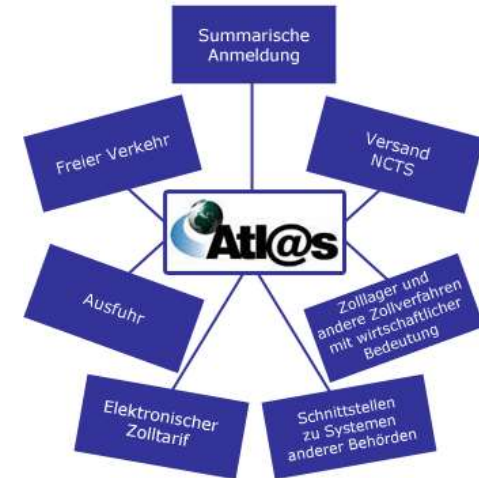 Summarische
Anmeldung
Freier Verkehr
Versand
NCTS
Atl@s
Ausfuhr
Zolllager und
andere Zollverfahren
mit wirtschaftlicher
Bedeutung
Elektronischer
Zolltarif
Schnittstellen
zu Systemen
anderer Behörden